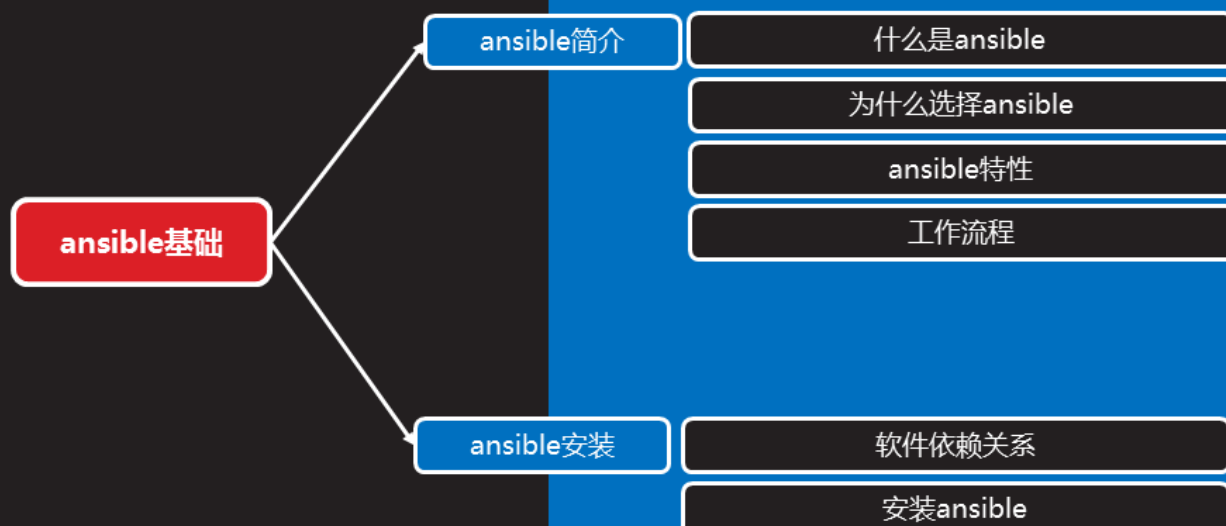 ansible基础
ansible简介
什么是ansible
为什么选择ansible
ansible特性
工作流程
ansible安装
软件依赖关系
安装ansible